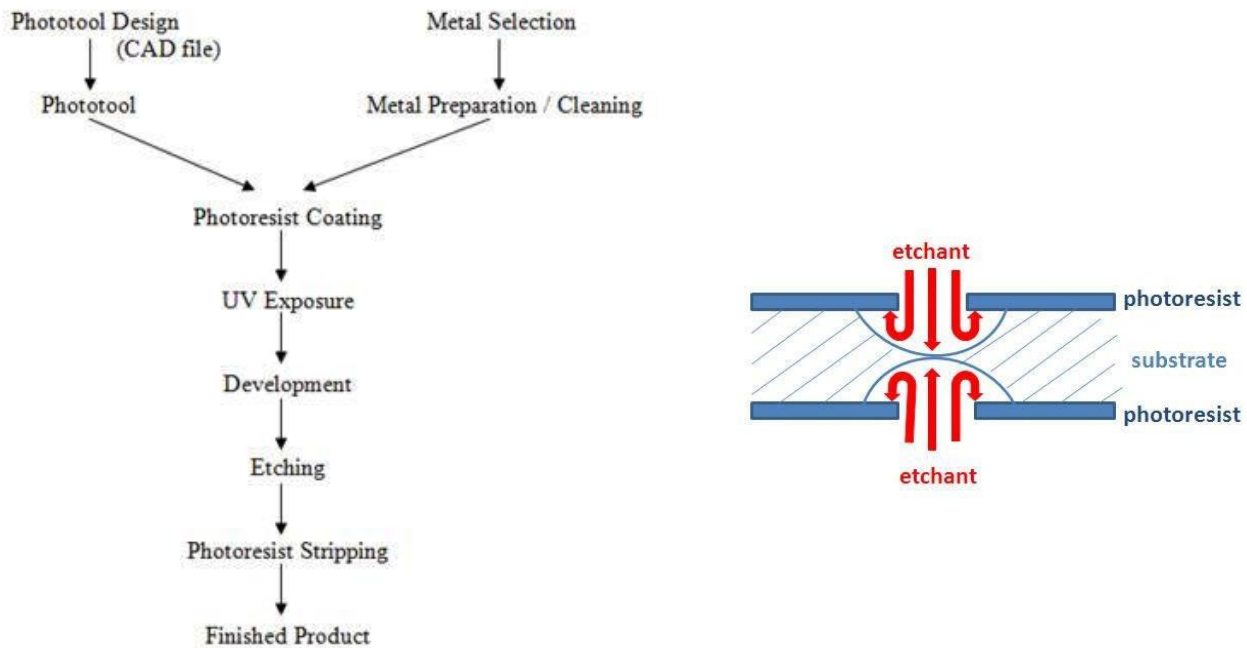 Phototool Design
(CAD file)
Metal Selection
Phototool
Metal Preparation / Cleaning
Photoresist Coating
UV Exposure
Development
Etching
Photoresist Stripping
Finished Product
etchant
photoresist
substrate
photoresist
etchant